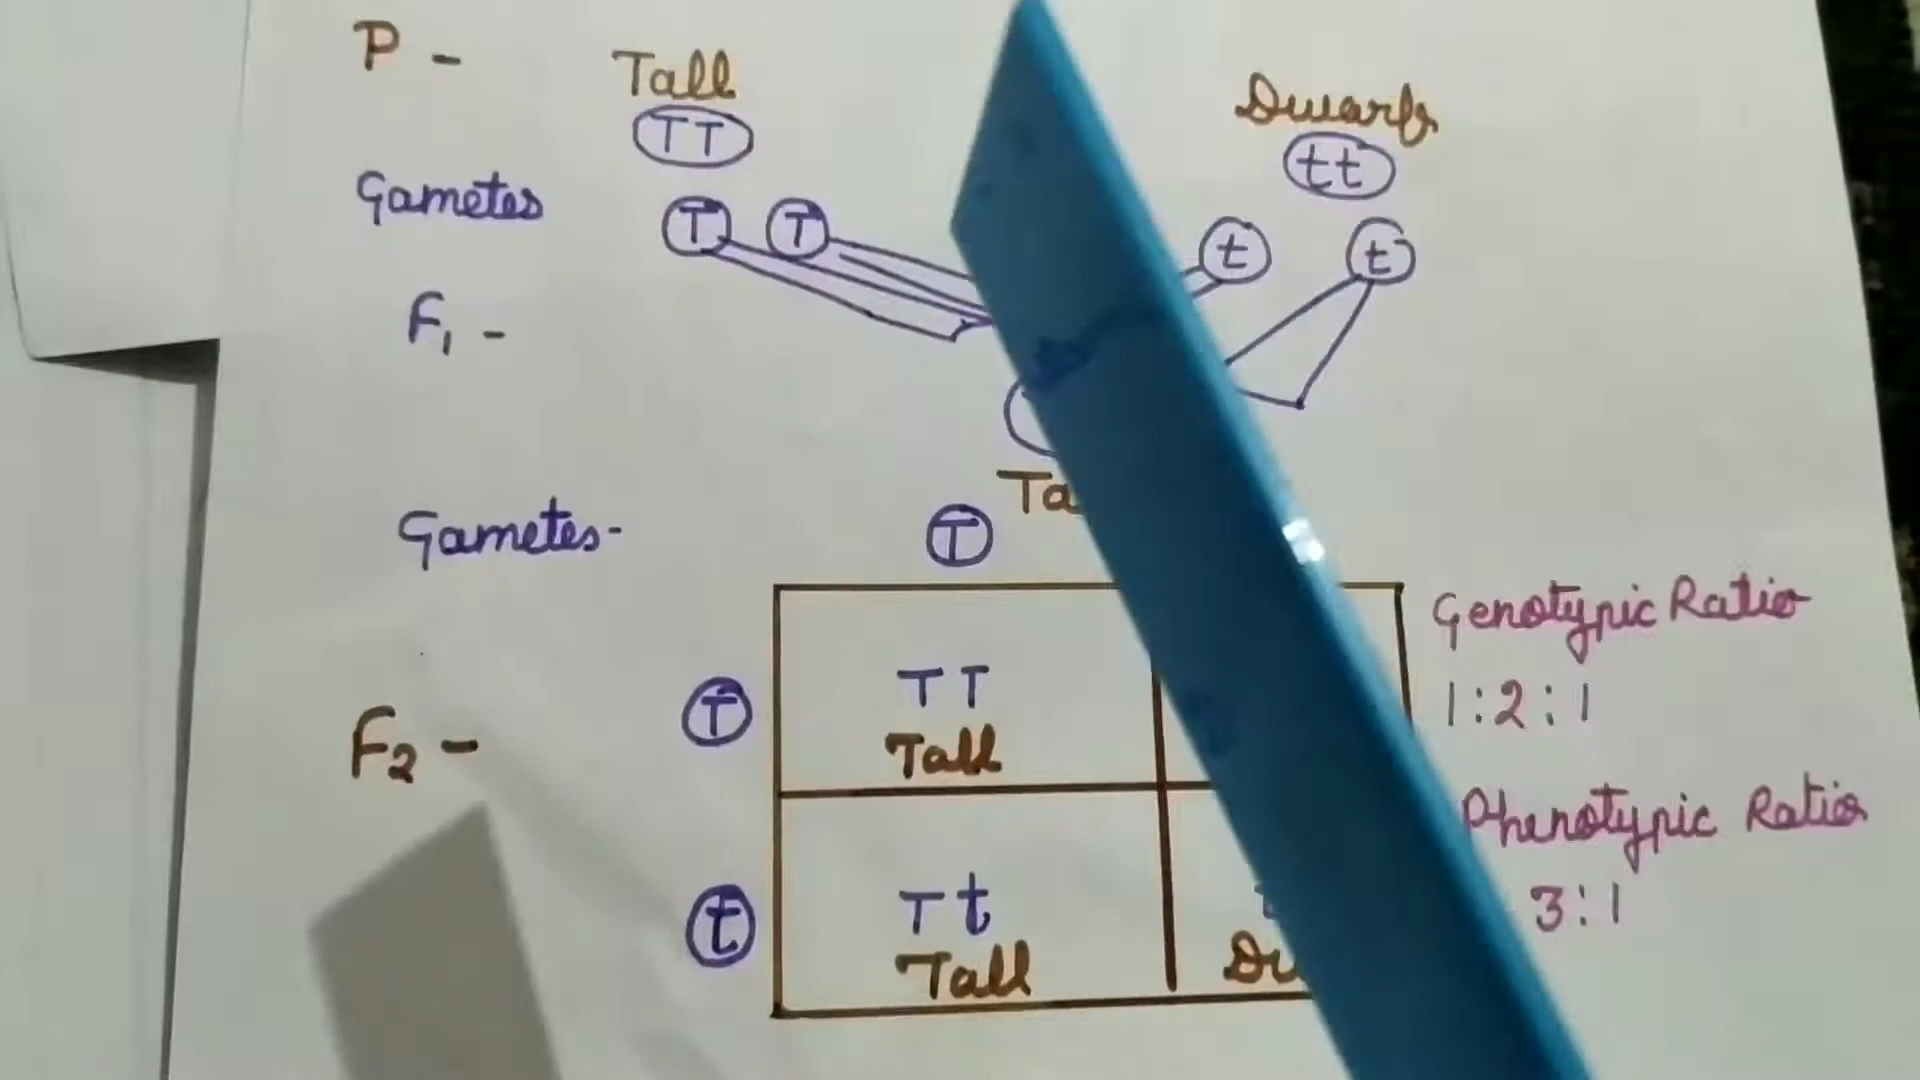 P -
Tall Dwarf
TT tt
Gametes T T t t
F1 -
Gametes- T
Genotypic Ratio
T TT
Tall
1:2:1
F2 -
Phenotypic Ratio
t Tt
3:1
Tall